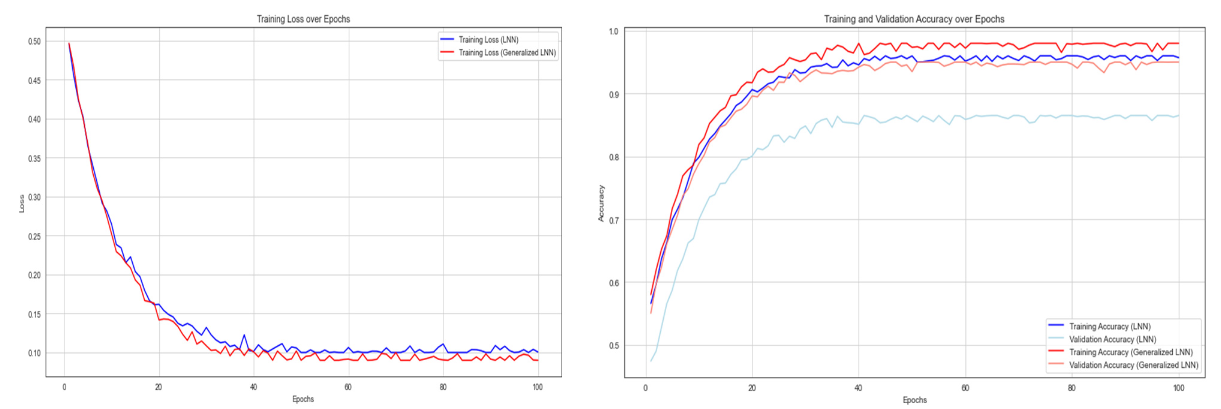 Training Loss over Epochs
0.50
0.45
0.40
0.35
0.30
0.25
0.20
0.15
0.10
Loss
0
20
40
60
80
100
Epochs
Training Loss (LNN)
Training Loss (Generalized LNN)
Training and Validation Accuracy over Epochs
1.0
0.9
0.8
0.7
0.6
0.5
Accuracy
0
20
40
60
80
100
Epochs
Training Accuracy (LNN)
Validation Accuracy (LNN)
Training Accuracy (Generalized LNN)
Validation Accuracy (Generalized LNN)